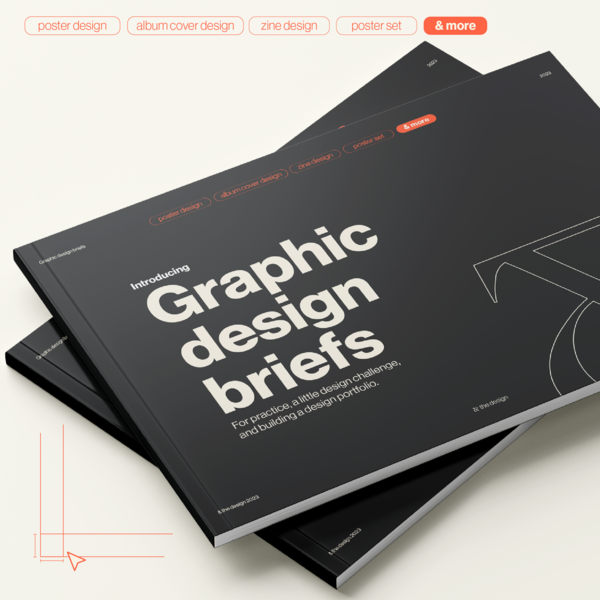 poster design
album cover design
zine design
poster set
& more
2023
2023
poster design
album cover design
zine design
poster set
& more
Graphic design briefs
Introducing
Graphic
design
briefs
For practice, a little design challenge,
and building a design portfolio.
& the design
& the design 2023
Graphic design
& the design 2023